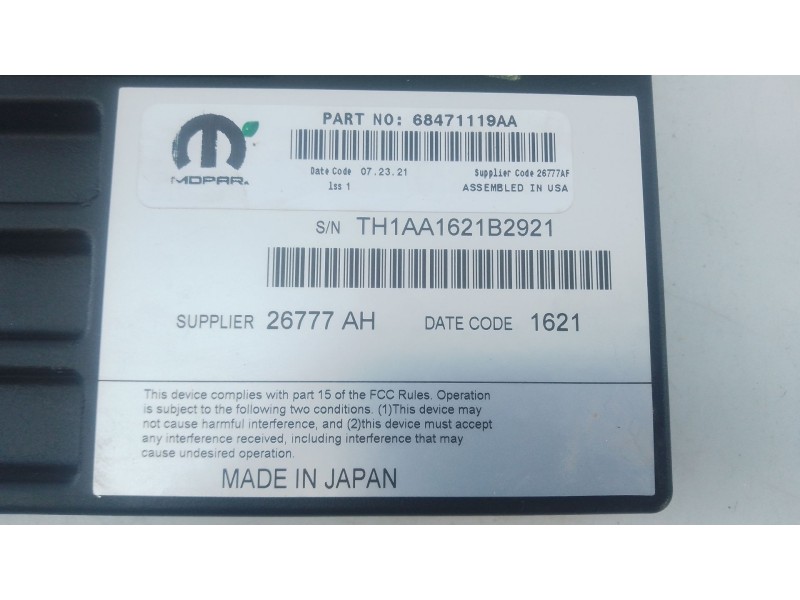 PART NO: 68471119AA
MOPAR.
Date Code 07.23.21 Supplier Code 26777AF
1ss 1 ASSEMBLED IN USA
S/N TH1AA1621B2921
SUPPLIER 26777 AH DATE CODE 1621
This device complies with part 15 of the FCC Rules. Operation
is subject to the following two conditions. (1)This device may
not cause harmful interference, and (2)this device must accept
any interference received, including interference that may
cause undesired operation.
MADE IN JAPAN